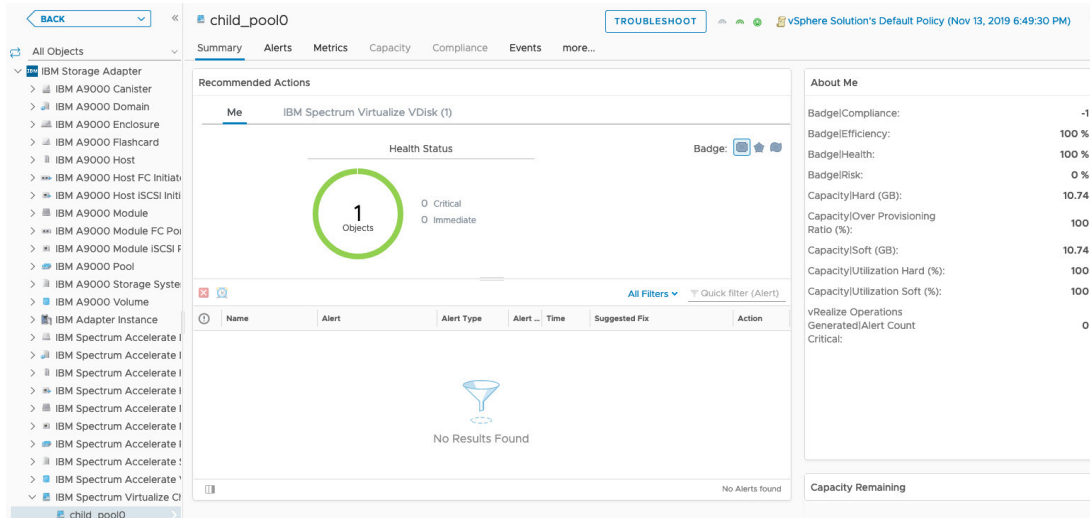 BACK
All Objects
IBM Storage Adapter
IBM A9000 Canister
IBM A9000 Domain
IBM A9000 Enclosure
IBM A9000 Flashcard
IBM A9000 Host
IBM A9000 Host FC Initiat
IBM A9000 Host iSCSI Initi
IBM A9000 Module
IBM A9000 Module FC Por
IBM A9000 Module iSCSI P
IBM A9000 Pool
IBM A9000 Storage Syste
IBM A9000 Volume
IBM Adapter Instance
IBM Spectrum Accelerate
IBM Spectrum Accelerate
IBM Spectrum Accelerate
IBM Spectrum Accelerate
IBM Spectrum Accelerate
IBM Spectrum Accelerate
IBM Spectrum Accelerate
IBM Spectrum Accelerate
IBM Spectrum Accelerate
IBM Spectrum Virtualize Ch
child_pool0
child_pool0
TROUBLESHOOT
vSphere Solution's Default Policy (Nov 13, 2019 6:49:30 PM)
Summary Alerts Metrics Capacity Compliance Events more...
Recommended Actions
Me IBM Spectrum Virtualize VDisk (1)
Health Status
Badge:
1
Objects
0 Critical
0 Immediate
All Filters Quick filter (Alert)
Name Alert Alert Type Alert ... Time Suggested Fix Action
No Results Found
No Alerts found
About Me
Badge|Compliance: -1
Badge|Efficiency: 100 %
Badge|Health: 100 %
Badge|Risk: 0 %
Capacity|Hard (GB): 10.74
Capacity|Over Provisioning
Ratio (%): 100
Capacity|Soft (GB): 10.74
Capacity|Utilization Hard (%): 100
Capacity|Utilization Soft (%): 100
vRealize Operations
Generated|Alert Count 0
Critical:
Capacity Remaining